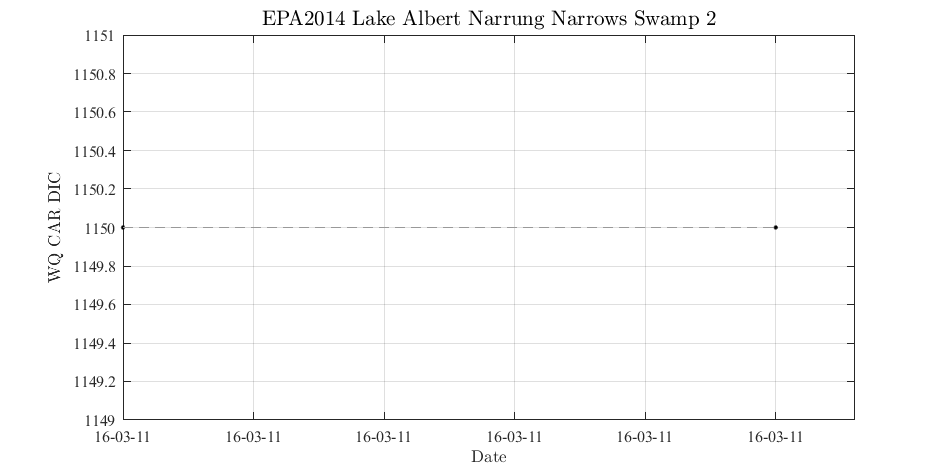 EPA2014 Lake Albert Narrung Narrows Swamp 2
1151
1150.8
1150.6
1150.4
1150.2
1150
1149.8
1149.6
1149.4
1149.2
1149
WQ CAR DIC
16-03-11 16-03-11 16-03-11 16-03-11 16-03-11 16-03-11
Date